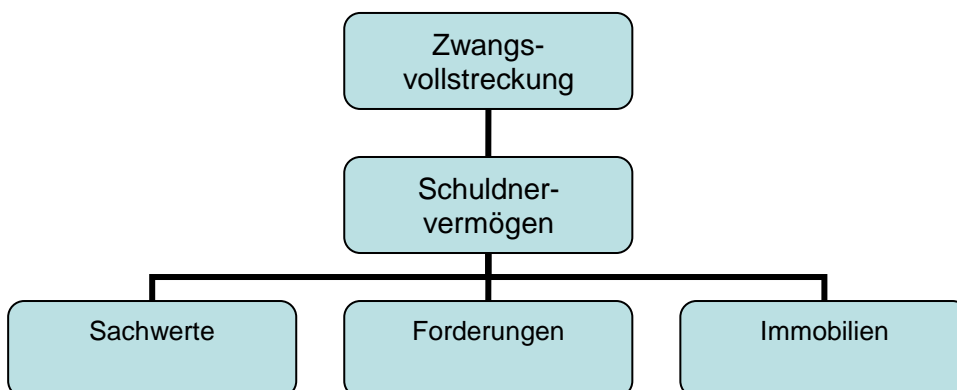 Zwangs-
vollstreckung
Schuldner-
vermögen
Sachwerte
Forderungen
Immobilien